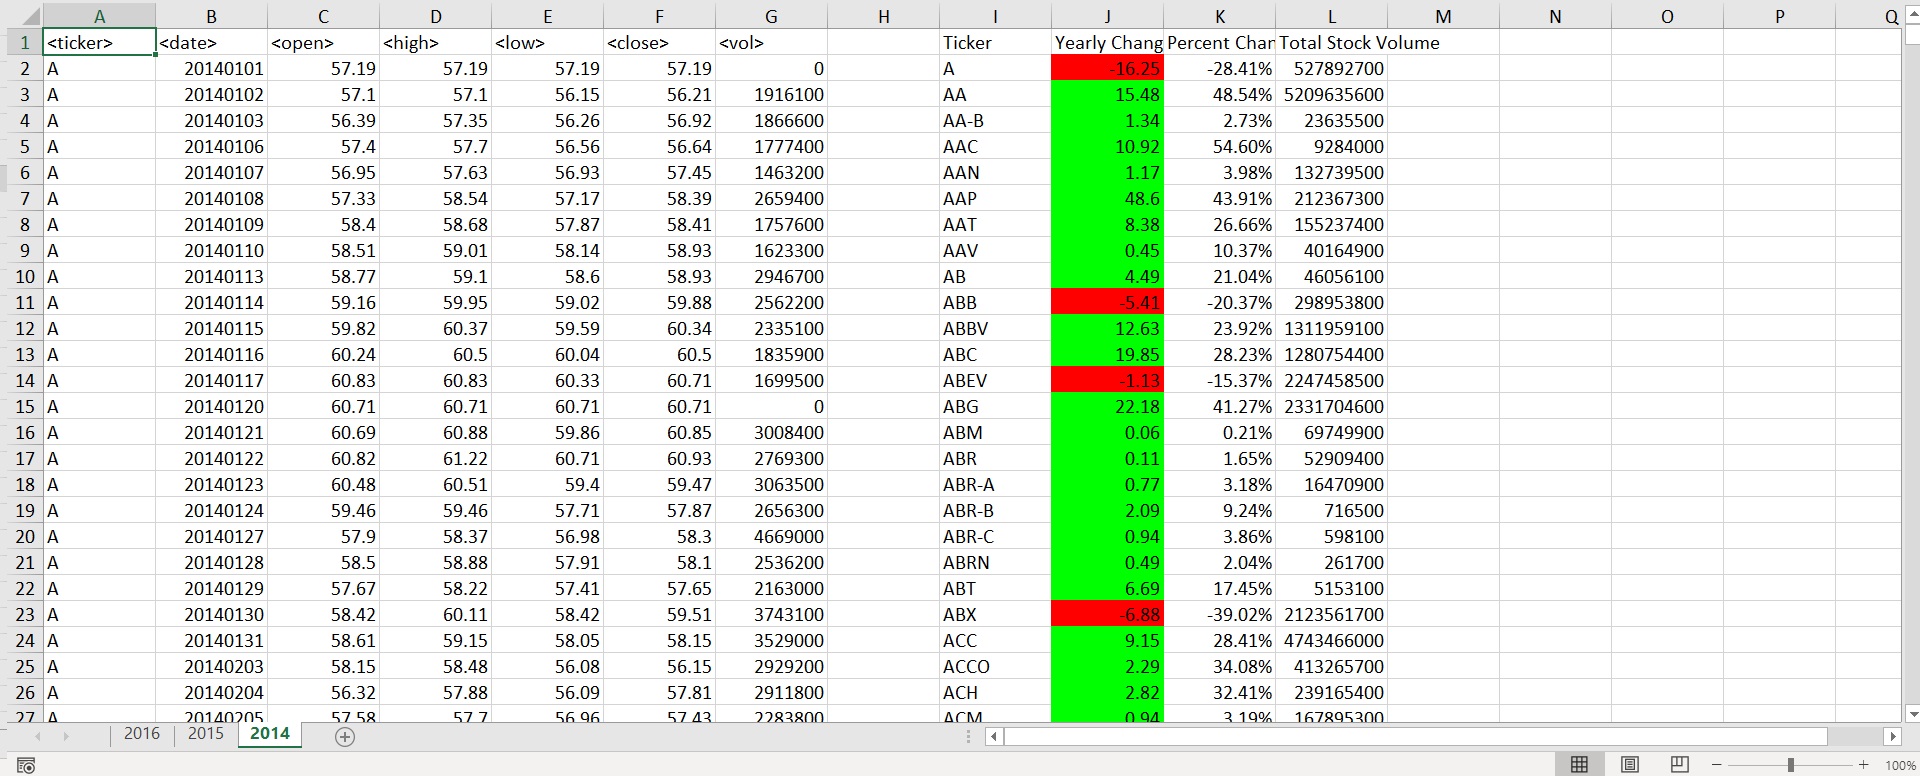 A B C D E F G H I J K L M N O P Q
1 <ticker> <date> <open> <high> <low> <close> <vol> Ticker Yearly Chang Percent Char Total Stock Volume
2 A 20140101 57.19 57.19 57.19 57.19 0 A -16.25 -28.41% 527892700
3 A 20140102 57.1 57.1 56.15 56.21 1916100 AA 15.48 48.54% 5209635600
4 A 20140103 56.39 57.35 56.26 56.92 1866600 AA-B 1.34 2.73% 23635500
5 A 20140106 57.4 57.7 56.56 56.64 1777400 AAC 10.92 54.60% 9284000
6 A 20140107 56.95 57.63 56.93 57.45 1463200 AAN 1.17 3.98% 132739500
7 A 20140108 57.33 58.54 57.17 58.39 2659400 AAP 48.6 43.91% 212367300
8 A 20140109 58.4 58.68 57.87 58.41 1757600 AAT 8.38 26.66% 155237400
9 A 20140110 58.51 59.01 58.14 58.93 1623300 AAV 0.45 10.37% 40164900
10 A 20140113 58.77 59.1 58.6 58.93 2946700 AB 4.49 21.04% 46056100
11 A 20140114 59.16 59.95 59.02 59.88 2562200 ABB -5.41 -20.37% 298953800
12 A 20140115 59.82 60.37 59.59 60.34 2335100 ABBV 12.63 23.92% 1311959100
13 A 20140116 60.24 60.5 60.04 60.5 1835900 ABC 19.85 28.23% 1280754400
14 A 20140117 60.83 60.83 60.33 60.71 1699500 ABEV -1.13 -15.37% 2247458500
15 A 20140120 60.71 60.71 60.71 60.71 0 ABG 22.18 41.27% 2331704600
16 A 20140121 60.69 60.88 59.86 60.85 3008400 ABM 0.06 0.21% 69749900
17 A 20140122 60.82 61.22 60.71 60.93 2769300 ABR 0.11 1.65% 52909400
18 A 20140123 60.48 60.51 59.4 59.47 3063500 ABR-A 0.77 3.18% 16470900
19 A 20140124 59.46 59.46 57.71 57.87 2656300 ABR-B 2.09 9.24% 716500
20 A 20140127 57.9 58.37 56.98 58.3 4669000 ABR-C 0.94 3.86% 598100
21 A 20140128 58.5 58.88 57.91 58.1 2536200 ABRN 0.49 2.04% 261700
22 A 20140129 57.67 58.22 57.41 57.65 2163000 ABT 6.69 17.45% 5153100
23 A 20140130 58.42 60.11 58.42 59.51 3743100 ABX -6.88 -39.02% 2123561700
24 A 20140131 58.61 59.15 58.05 58.15 3529000 ACC 9.15 28.41% 4743466000
25 A 20140203 58.15 58.48 56.08 56.15 2929200 ACCO 2.29 34.08% 413265700
26 A 20140204 56.32 57.88 56.09 57.81 2911800 ACH 2.82 32.41% 239165400
27 A 20140205 57.58 57.7 56.96 57.43 2283800 ACM 0.94 3.19% 167895300
2016 2015 2014
100%